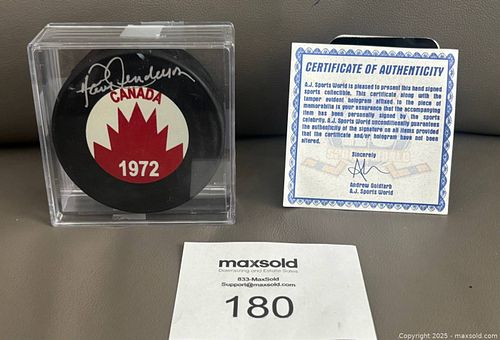 Paul Henderson
CANADA
1972
CERTIFICATE OF AUTHENTICITY
A.J. Sports World is pleased to present this hand signed
sports collectible. This certificate along with the
tamper evident hologram affixed to the piece of
memorabilia is your assurance that the accompanying
item has been personally signed by the sports
celebrity. A.J. Sports World unconditionally guarantees
the authenticity of the signature on all items provided
that the certificate and/or hologram have not been
altered.
Sincerely
Andrew Goldfarb
A.J. Sports World
maxsold
Downsizing and Estate Sales
833-MaxSold
Support@maxsold.com
180
Copyright © 2025 - maxsold.com